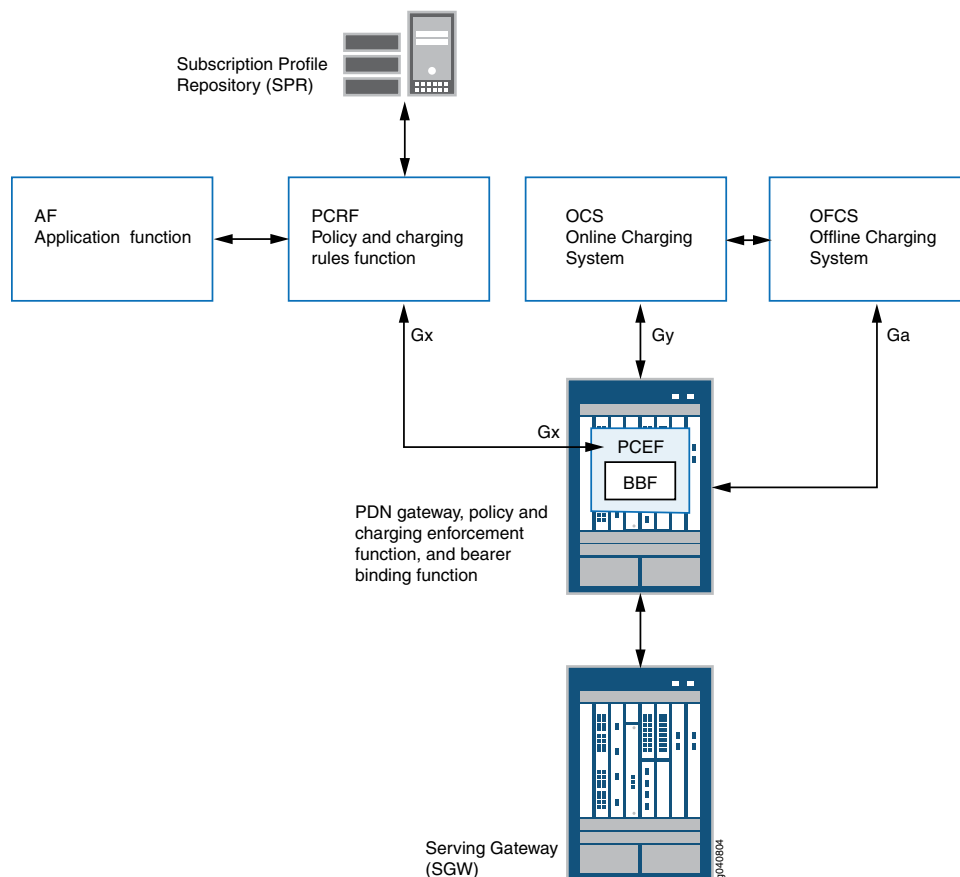 Subscription Profile
Repository (SPR)
AF
Application function
PCRF
Policy and charging
rules function
OCS
Online Charging
System
OFCS
Offline Charging
System
Gx
Gy
Ga
Gx
PCEF
BBF
PDN gateway, policy and
charging enforcement
function, and bearer
binding function
Serving Gateway
(SGW)
g040804